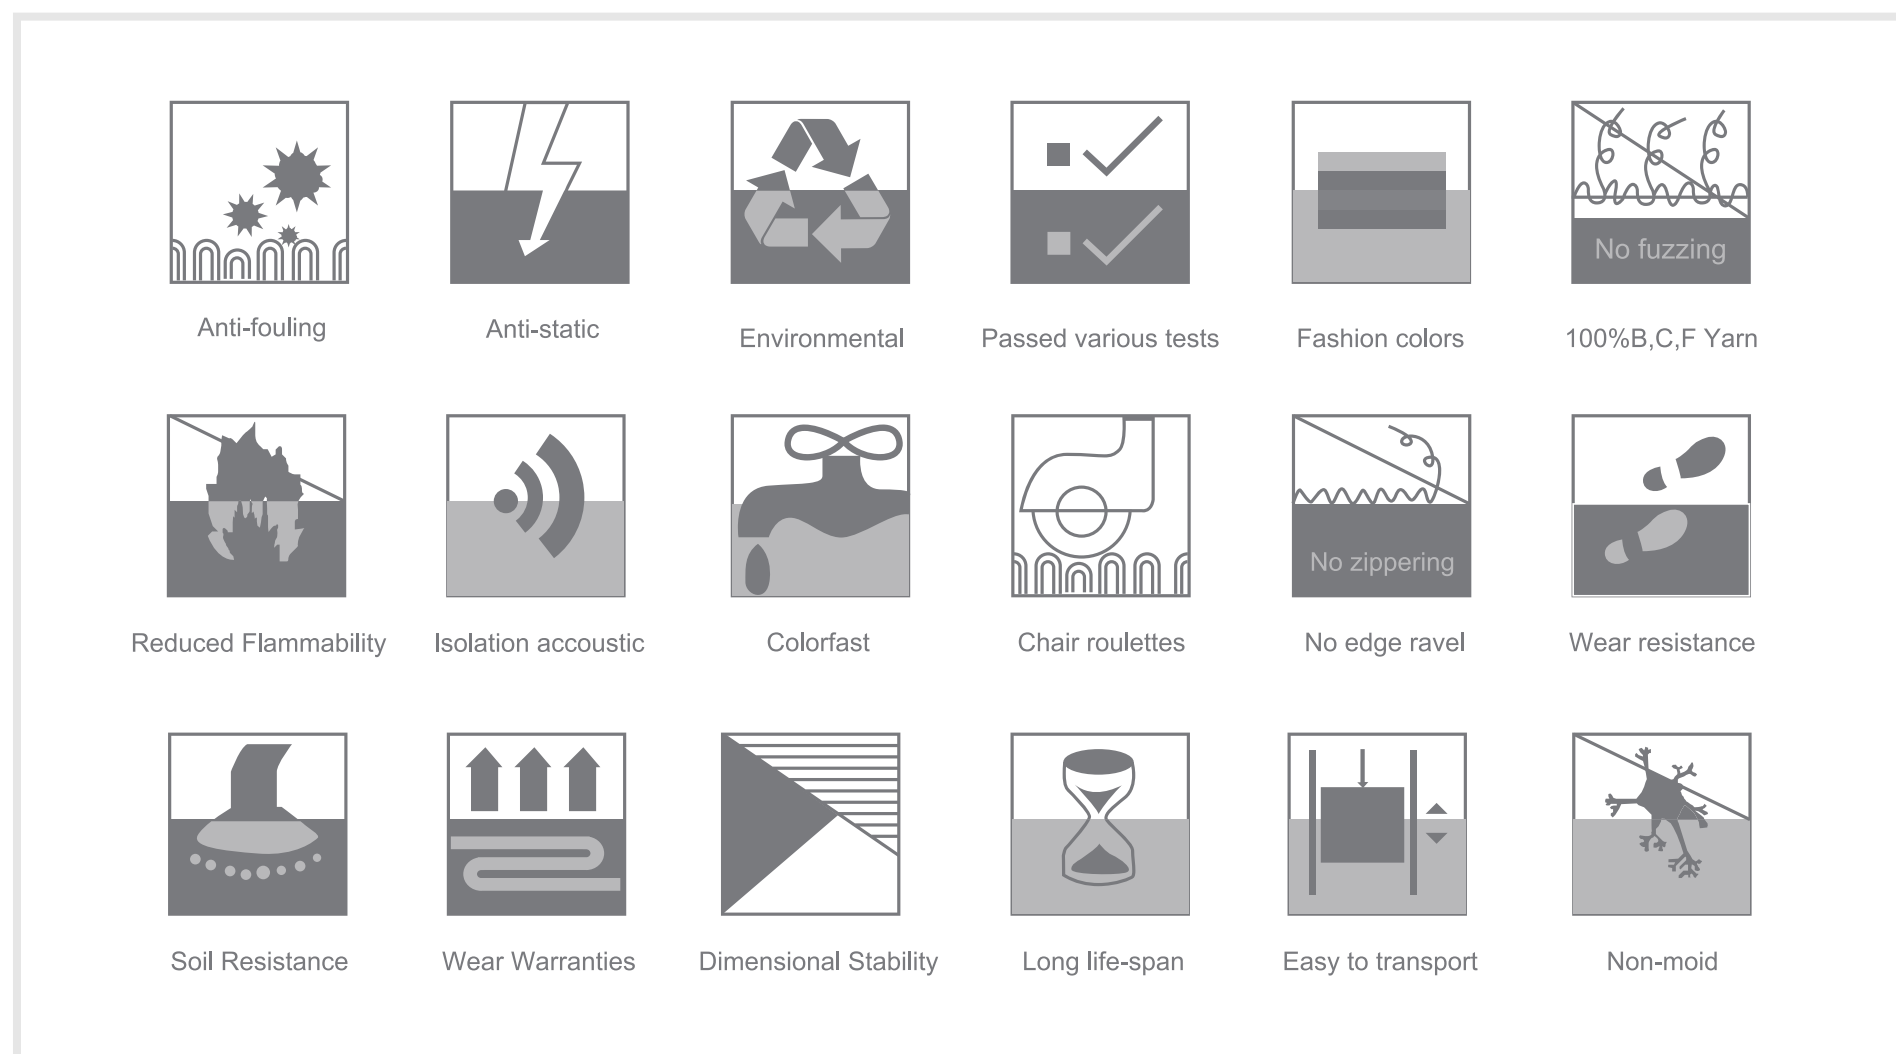 No fuzzing
Anti-fouling
Anti-static
Environmental
Passed various tests
Fashion colors
100%B,C,F Yarn
No zippering
Reduced Flammability
Isolation accoustic
Colorfast
Chair roulettes
No edge ravel
Wear resistance
Soil Resistance
Wear Warranties
Dimensional Stability
Long life-span
Easy to transport
Non-moid